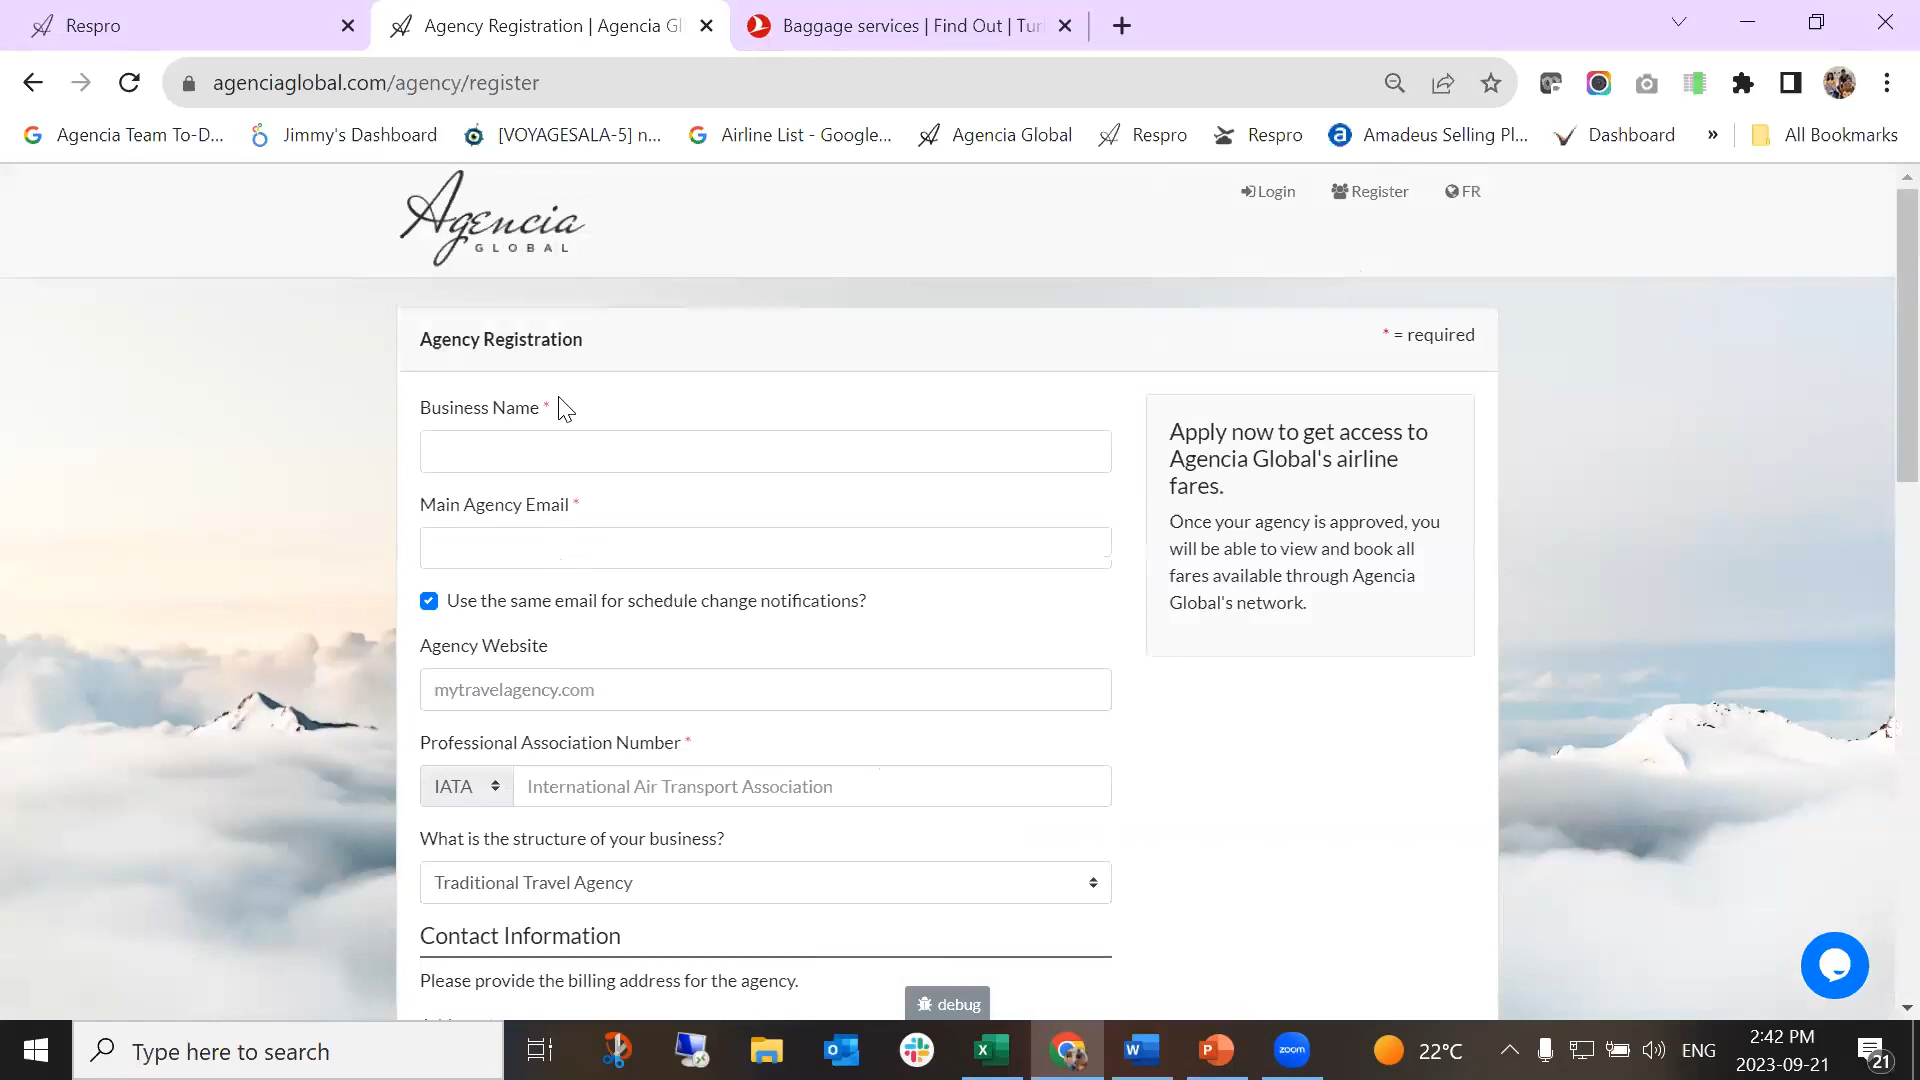 Respro
Agency Registration | Agencia Gl
Baggage services | Find Out | Tur
agenciaglobal.com/agency/register
Agencia Team To-D...
Jimmy's Dashboard
[VOYAGESALA-5] n...
Airline List - Google...
Agencia Global
Respro
Respro
Amadeus Selling Pl...
Dashboard
»
All Bookmarks
Agencia
GLOBAL
Login
Register
FR
Agency Registration
* = required
Business Name *
Main Agency Email *
Use the same email for schedule change notifications?
Agency Website
mytravelagency.com
Professional Association Number *
IATA
International Air Transport Association
What is the structure of your business?
Traditional Travel Agency
Contact Information
Please provide the billing address for the agency.
Apply now to get access to
Agencia Global's airline
fares.
Once your agency is approved, you
will be able to view and book all
fares available through Agencia
Global's network.
debug
Type here to search
zoom
22°C
ENG
2:42 PM
2023-09-21
21